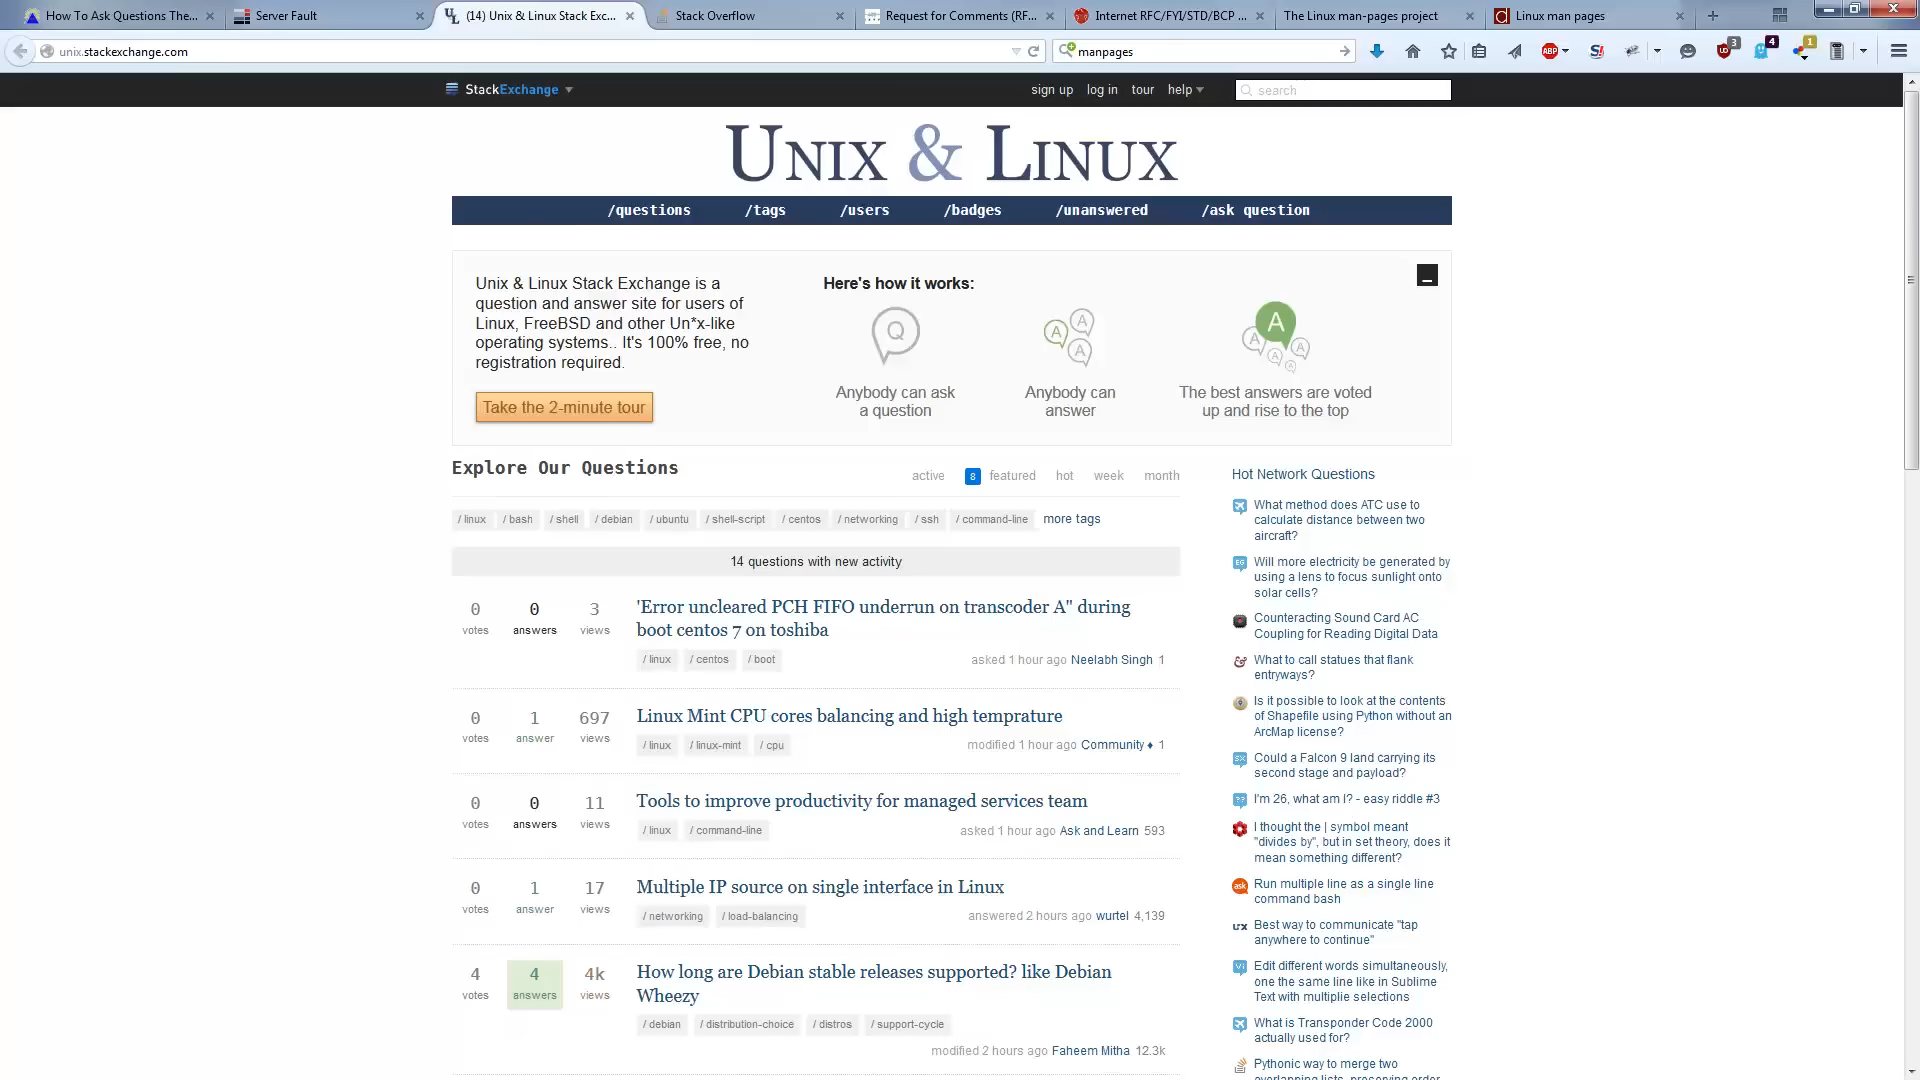 How To Ask Questions The...
Server Fault
(14) Unix & Linux Stack Exc...
Stack Overflow
Request for Comments (RF...
Internet RFC/FYI/STD/BCP ...
The Linux man-pages project
Linux man pages
unix.stackexchange.com
manpages
ABP
S!
3
4
1
StackExchange
sign up log in tour help
search
UNIX & LINUX
/questions /tags /users /badges /unanswered /ask question
Unix & Linux Stack Exchange is a
question and answer site for users of
Linux, FreeBSD and other Un*x-like
operating systems.. It's 100% free, no
registration required.
Take the 2-minute tour
Here's how it works:
Q
A A A
A A A A A
Anybody can ask
a question
Anybody can
answer
The best answers are voted
up and rise to the top
Explore Our Questions
active 8 featured hot week month
/ linux / bash / shell / debian / ubuntu / shell-script / centos / networking / ssh / command-line more tags
14 questions with new activity
0 votes 0 answers 3 views
'Error uncleared PCH FIFO underrun on transcoder A" during
boot centos 7 on toshiba
/ linux / centos / boot
asked 1 hour ago Neelabh Singh 1
0 votes 1 answer 697 views
Linux Mint CPU cores balancing and high temprature
/ linux / linux-mint / cpu
modified 1 hour ago Community ♦ 1
0 votes 0 answers 11 views
Tools to improve productivity for managed services team
/ linux / command-line
asked 1 hour ago Ask and Learn 593
0 votes 1 answer 17 views
Multiple IP source on single interface in Linux
/ networking / load-balancing
answered 2 hours ago wurtel 4,139
4 votes 4 answers 4k views
How long are Debian stable releases supported? like Debian
Wheezy
/ debian / distribution-choice / distros / support-cycle
modified 2 hours ago Faheem Mitha 12.3k
Hot Network Questions
What method does ATC use to
calculate distance between two
aircraft?
Will more electricity be generated by
using a lens to focus sunlight onto
solar cells?
Counteracting Sound Card AC
Coupling for Reading Digital Data
What to call statues that flank
entryways?
Is it possible to look at the contents
of Shapefile using Python without an
ArcMap license?
Could a Falcon 9 land carrying its
second stage and payload?
I'm 26, what am I? - easy riddle #3
I thought the | symbol meant
"divides by", but in set theory, does it
mean something different?
Run multiple line as a single line
command bash
Best way to communicate "tap
anywhere to continue"
Edit different words simultaneously,
one the same line like in Sublime
Text with multiplie selections
What is Transponder Code 2000
actually used for?
Pythonic way to merge two
overlapping lists, preserving order